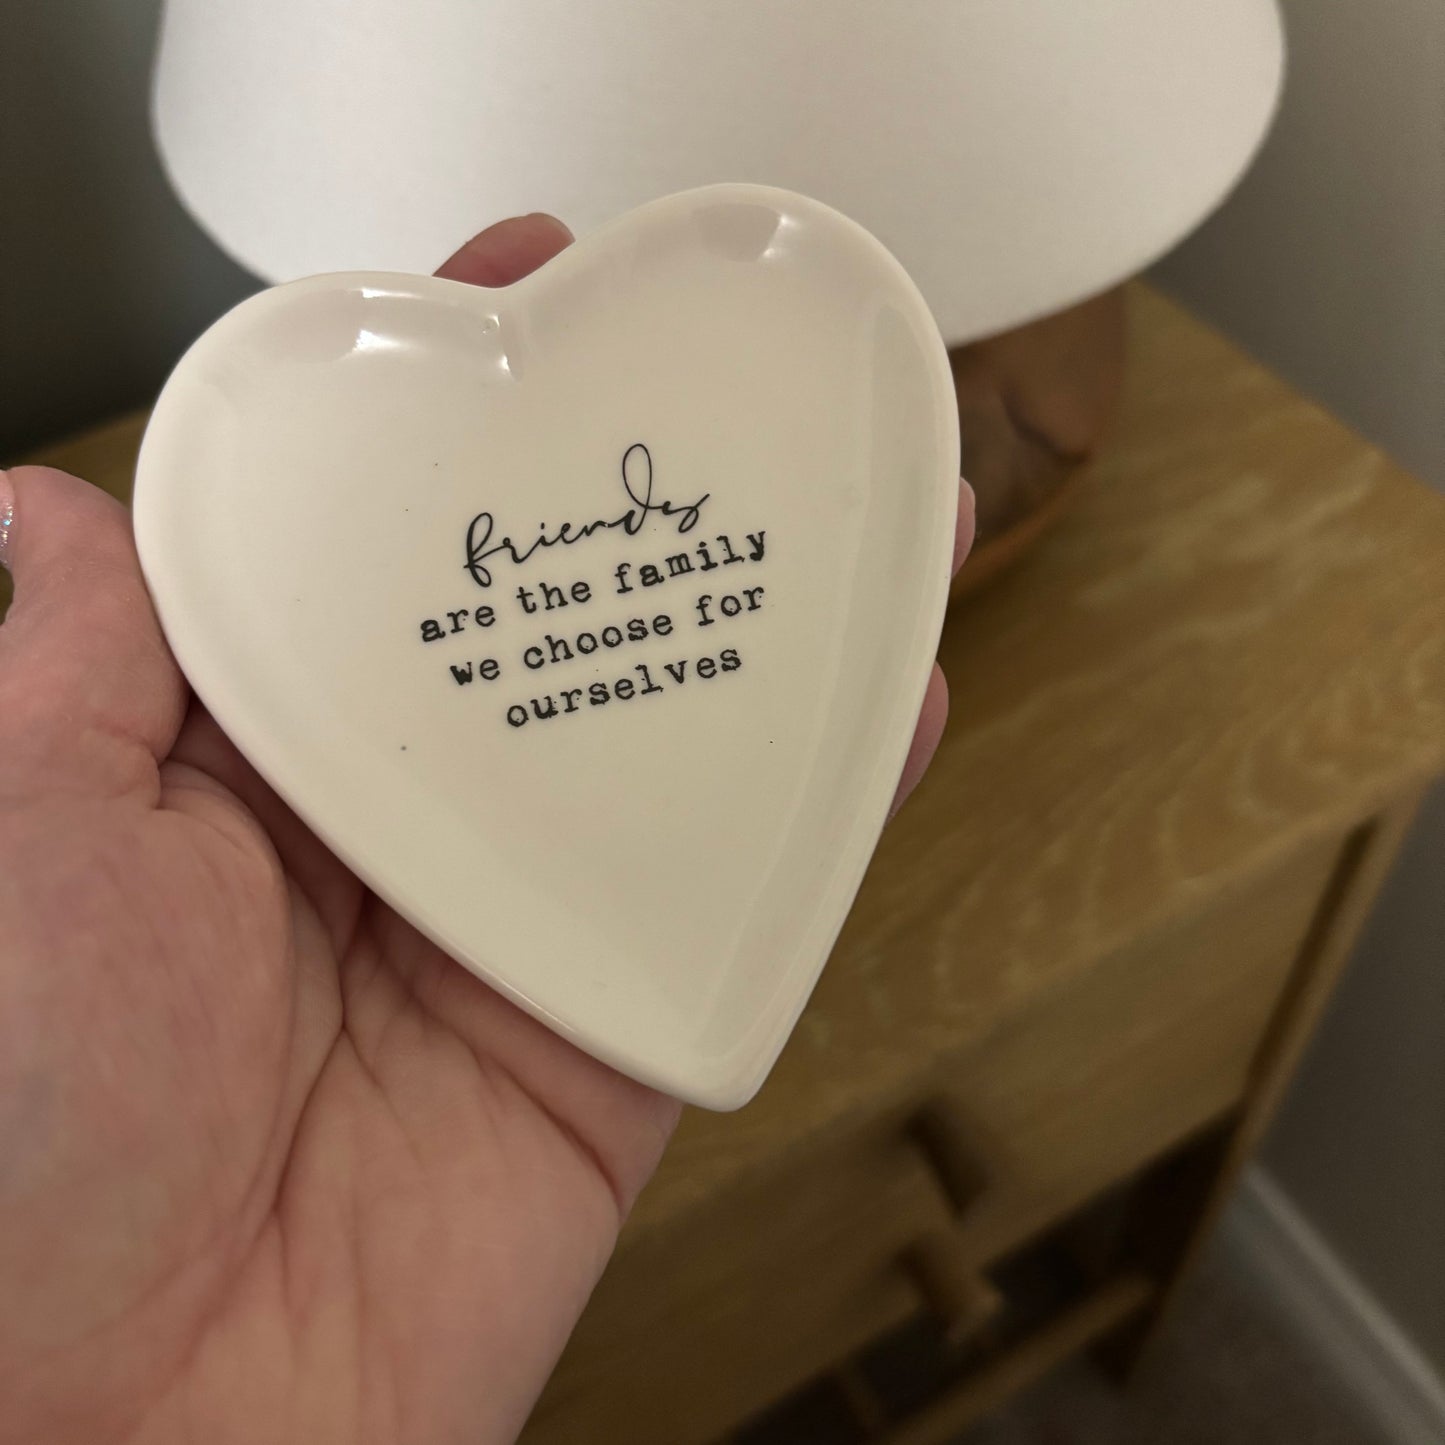 friends
are the family
we choose for
ourselves